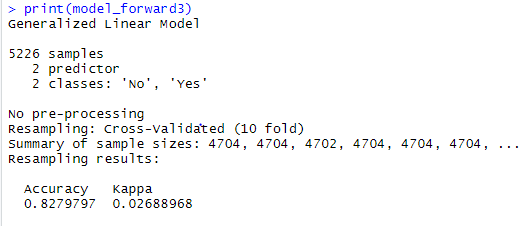 > print(model_forward3)
Generalized Linear Model

5226 samples
   2 predictor
   2 classes: 'No', 'Yes'

No pre-processing
Resampling: Cross-Validated (10 fold)
Summary of sample sizes: 4704, 4704, 4702, 4704, 4704, 4704, ...
Resampling results:

  Accuracy   Kappa
  0.8279797  0.02688968